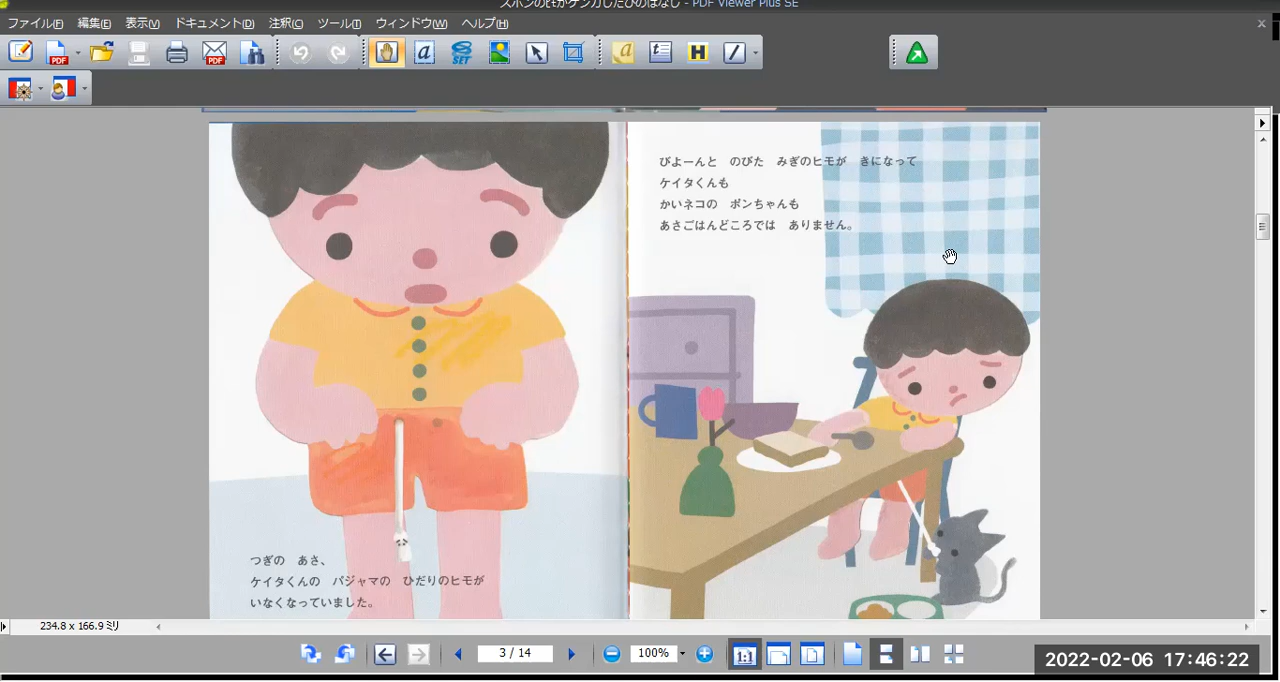 ズボンのヒモがケンカしたひのはなし - PDF Viewer Plus SE
ファイル(F) 編集(E) 表示(V) ドキュメント(D) 注釈(C) ツール(T) ウィンドウ(W) ヘルプ(H)
びよーんと のびた みぎのヒモが きになって
ケイタくんも
かいネコの ポンちゃんも
あさごはんどころでは ありません。
つぎの あさ、
ケイタくんの パジャマの ひだりのヒモが
いなくなっていました。
234.8 x 166.9 ミリ
3 / 14
100%
1:1
2022-02-06 17:46:22